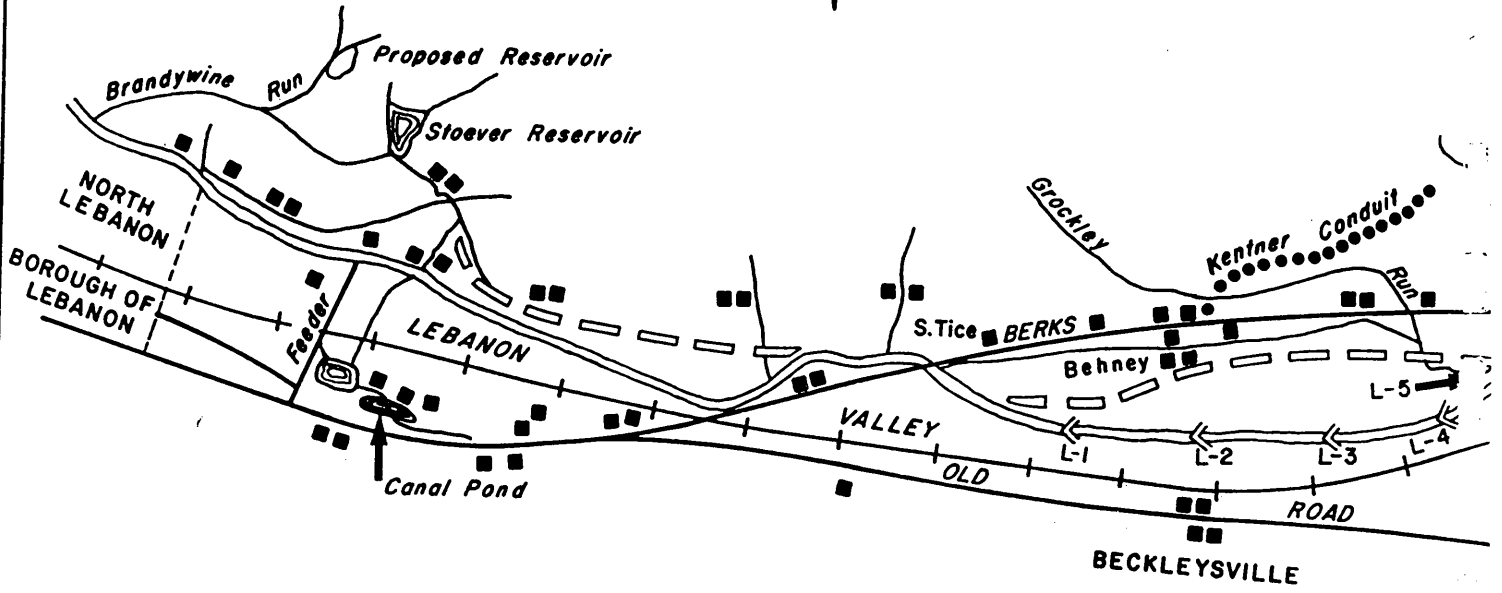 Proposed Reservoir
Brandywine Run
Stoever Reservoir
NORTH
LEBANON
BOROUGH OF
LEBANON
Feeder
LEBANON VALLEY
Canal Pond
Grockley Run
Kentner Conduit
S. Tice
BERKS
Behney
L-5
L-1
L-2
L-3
L-4
OLD ROAD
BECKLEYSVILLE